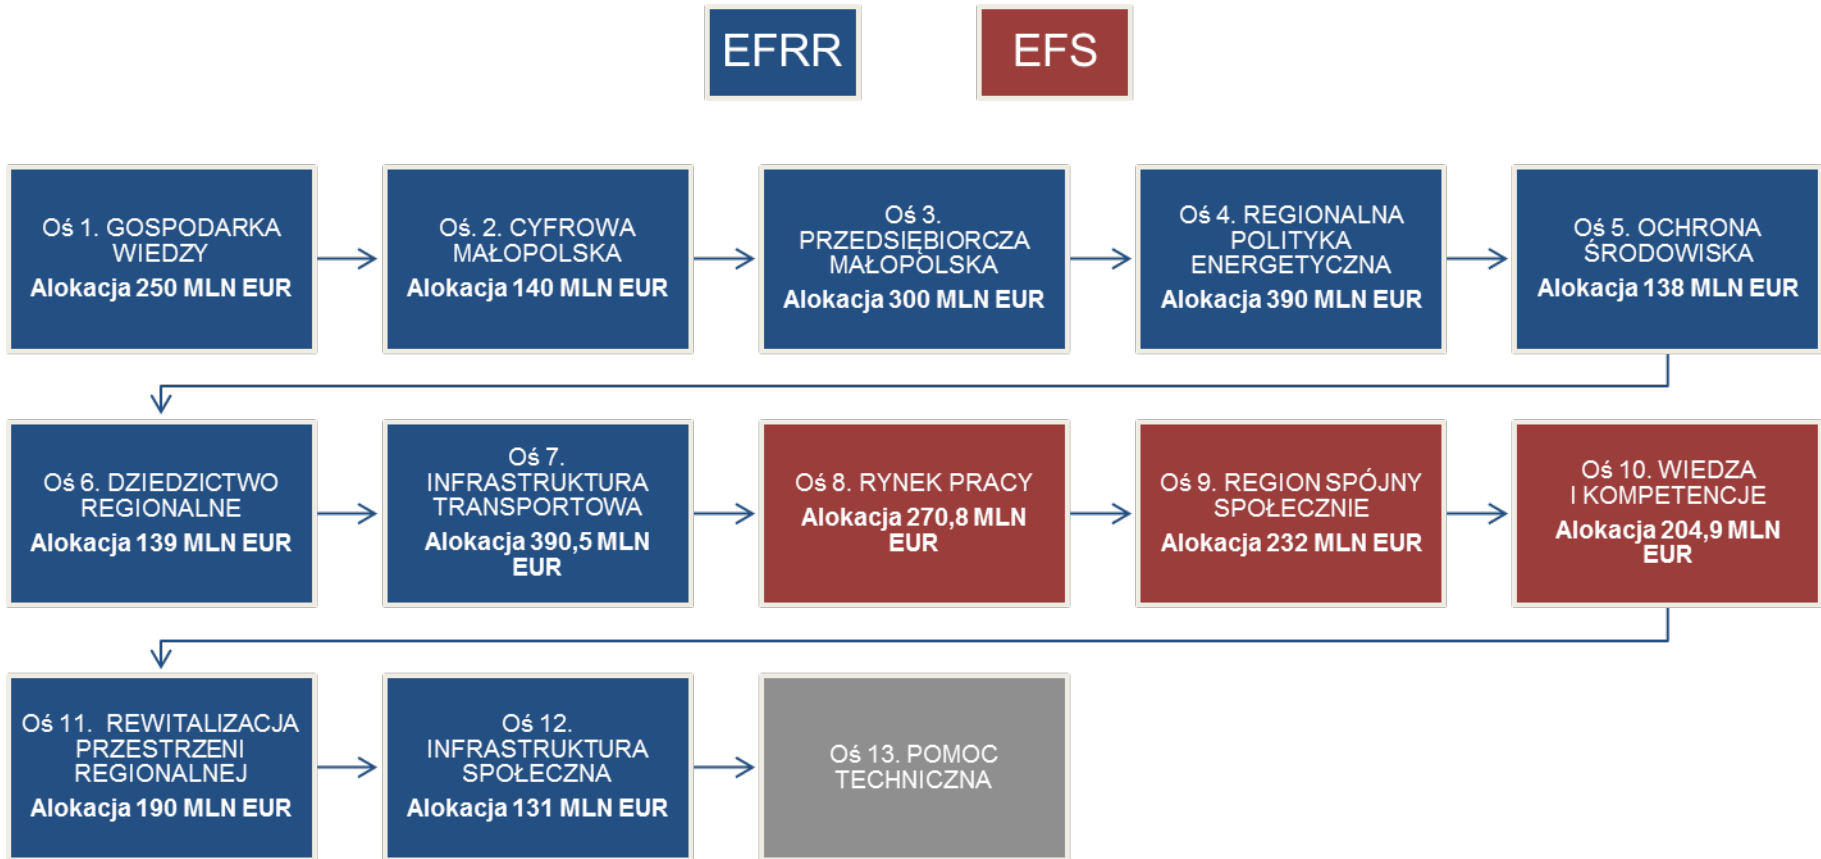 EFRR
EFS
Oś 1. GOSPODARKA
WIEDZY
Alokacja 250 MLN EUR
Oś. 2. CYFROWA
MAŁOPOLSKA
Alokacja 140 MLN EUR
Oś 3.
PRZEDSIĘBIORCZA
MAŁOPOLSKA
Alokacja 300 MLN EUR
Oś 4. REGIONALNA
POLITYKA
ENERGETYCZNA
Alokacja 390 MLN EUR
Oś 5. OCHRONA
ŚRODOWISKA
Alokacja 138 MLN EUR
Oś 6. DZIEDZICTWO
REGIONALNE
Alokacja 139 MLN EUR
Oś 7.
INFRASTRUKTURA
TRANSPORTOWA
Alokacja 390,5 MLN
EUR
Oś 8. RYNEK PRACY
Alokacja 270,8 MLN
EUR
Oś 9. REGION SPÓJNY
SPOŁECZNIE
Alokacja 232 MLN EUR
Oś 10. WIEDZA
I KOMPETENCJE
Alokacja 204,9 MLN
EUR
Oś 11. REWITALIZACJA
PRZESTRZENI
REGIONALNEJ
Alokacja 190 MLN EUR
Oś 12.
INFRASTRUKTURA
SPOŁECZNA
Alokacja 131 MLN EUR
Oś 13. POMOC
TECHNICZNA